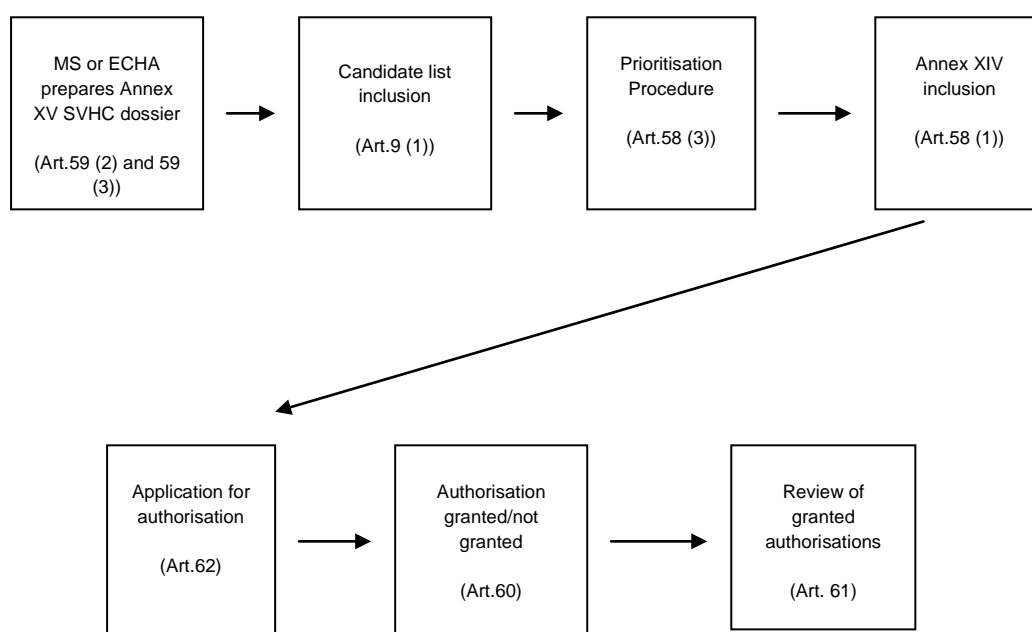 MS or ECHA
prepares Annex
XV SVHC dossier
(Art.59 (2) and 59
(3))
Candidate list
inclusion
(Art.9 (1))
Prioritisation
Procedure
(Art.58 (3))
Annex XIV
inclusion
(Art.58 (1))
Application for
authorisation
(Art.62)
Authorisation
granted/not
granted
(Art.60)
Review of
granted
authorisations
(Art. 61)